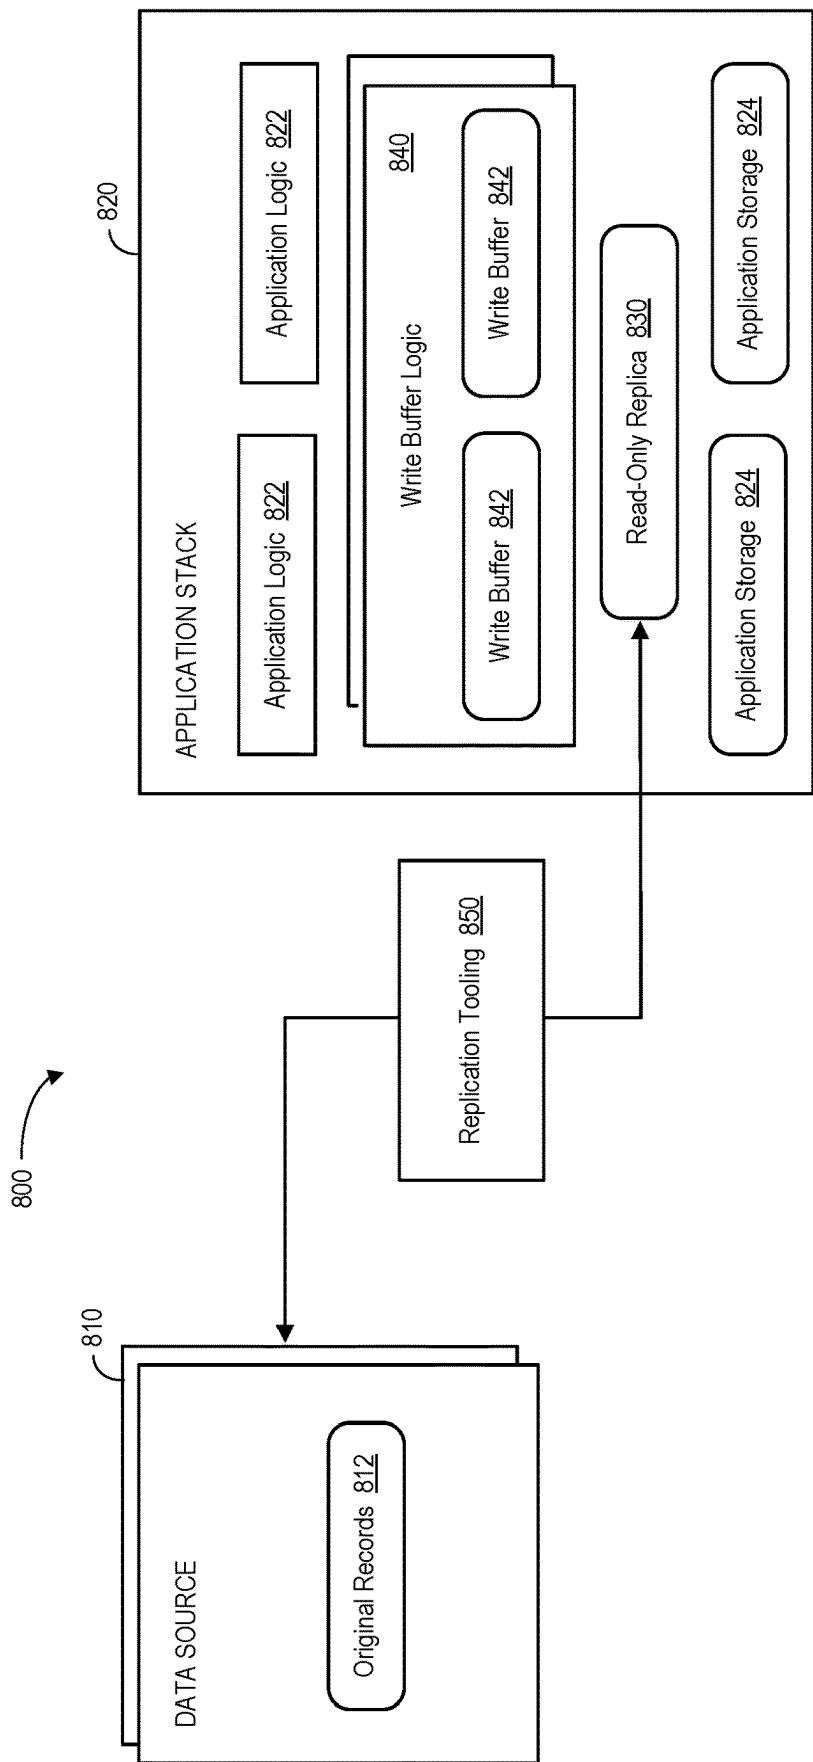 800
DATA SOURCE
810
Original Records 812
Replication Tooling 850
820
APPLICATION STACK
Application Logic 822
Application Logic 822
Write Buffer Logic
840
Write Buffer 842
Write Buffer 842
Read-Only Replica 830
Application Storage 824
Application Storage 824